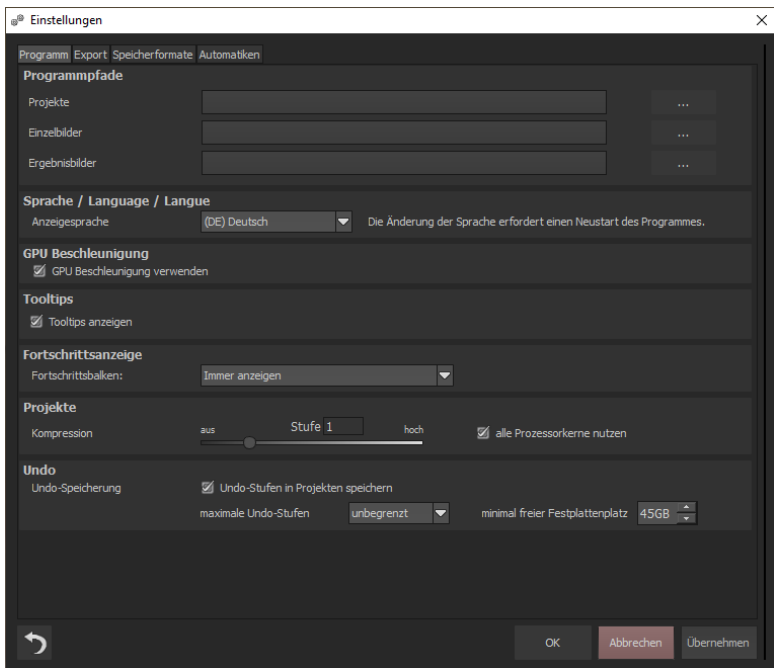 Einstellungen
Programm Export Speicherformate Automatiken
Programmpfade
Projekte ...
Einzelbilder ...
Ergebnisbilder ...
Sprache / Language / Langue
Anzeigesprache (DE) Deutsch Die Änderung der Sprache erfordert einen Neustart des Programmes.
GPU Beschleunigung
GPU Beschleunigung verwenden
Tooltips
Tooltips anzeigen
Fortschrittsanzeige
Fortschrittsbalken: Immer anzeigen
Projekte
Kompression aus Stufe 1 hoch alle Prozessorkerne nutzen
Undo
Undo-Speicherung Undo-Stufen in Projekten speichern
maximale Undo-Stufen unbegrenzt minimal freier Festplattenplatz 45GB
OK Abbrechen Übernehmen